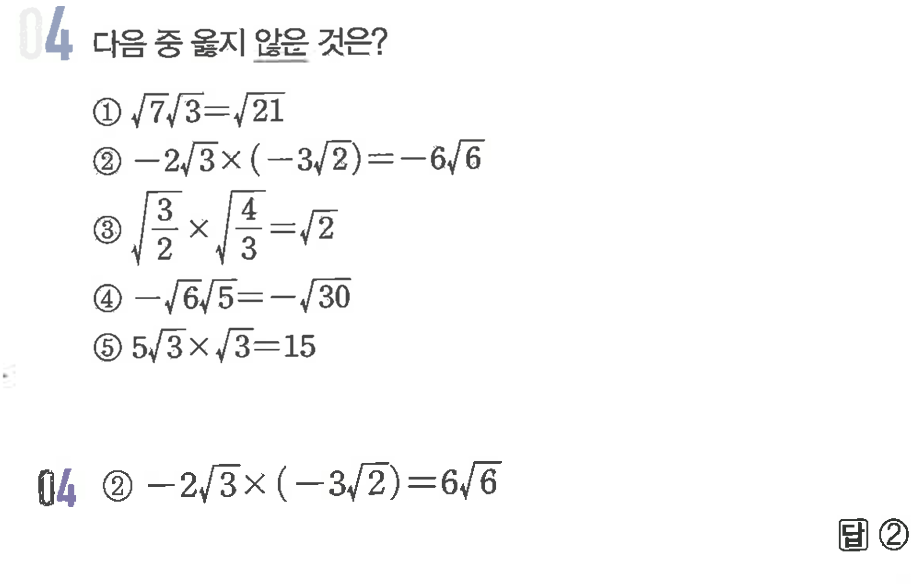 04 다음 중 옳지 않은 것은?
① √7√3=√21
② -2√3×(-3√2)=-6√6
③ √(3/2)×√(4/3)=√2
④ -√6√5=-√30
⑤ 5√3×√3=15
04 ② -2√3×(-3√2)=6√6
답 ②